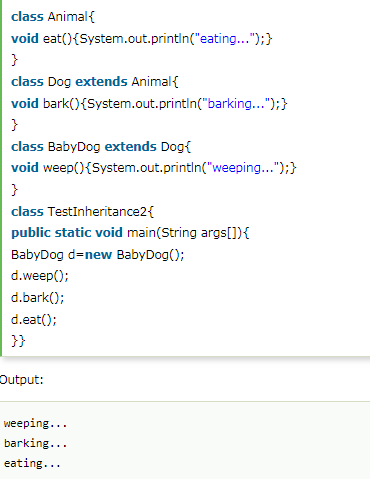 class Animal{
void eat(){System.out.println("eating...");}
}
class Dog extends Animal{
void bark(){System.out.println("barking...");}
}
class BabyDog extends Dog{
void weep(){System.out.println("weeping...");}
}
class TestInheritance2{
public static void main(String args[]){
BabyDog d=new BabyDog();
d.weep();
d.bark();
d.eat();
}}
Output:
weeping...
barking...
eating...